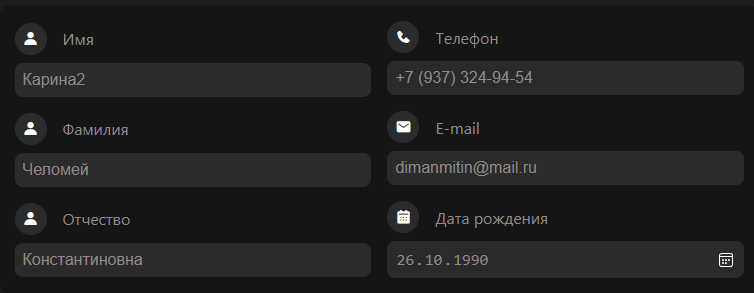 Имя
Карина2
Фамилия
Челомей
Отчество
Константиновна
Телефон
+7 (937) 324-94-54
E-mail
dimanmitin@mail.ru
Дата рождения
26.10.1990